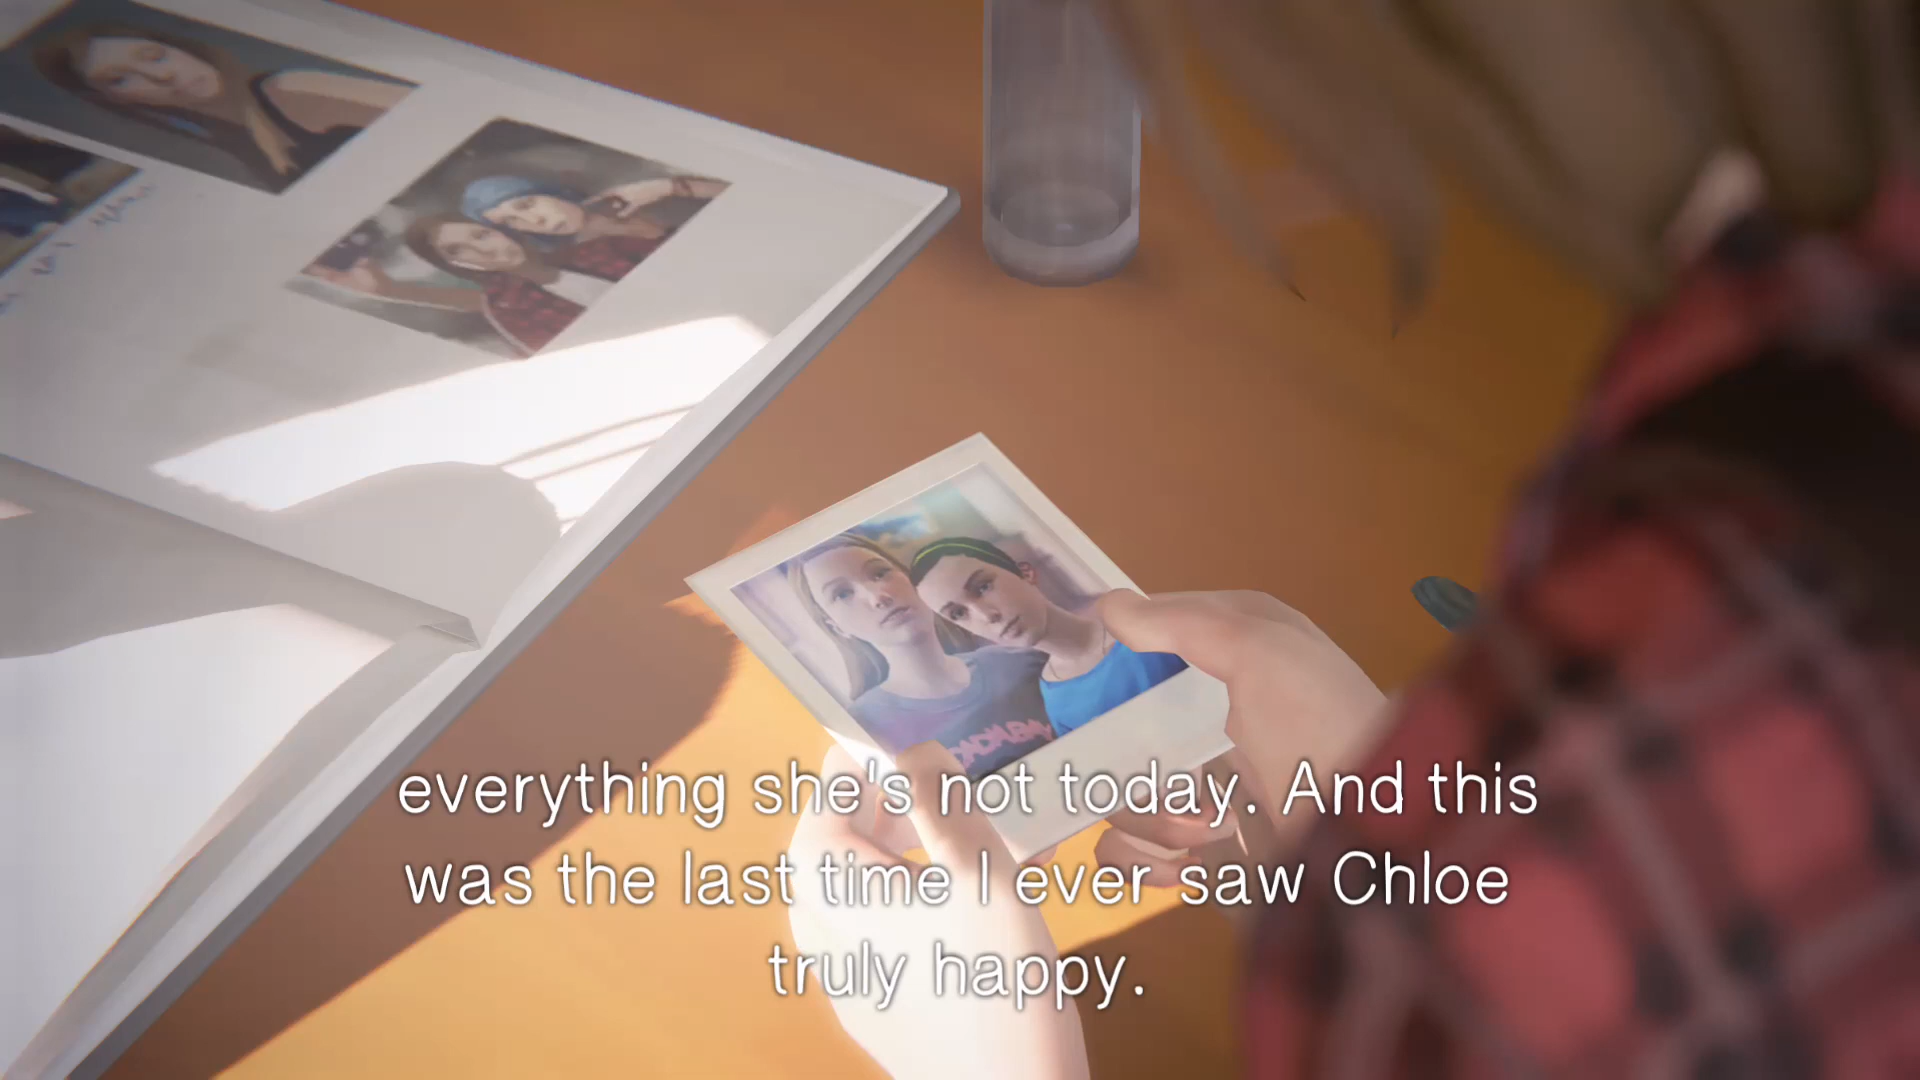 everything she's not today. And this
was the last time I ever saw Chloe
truly happy.